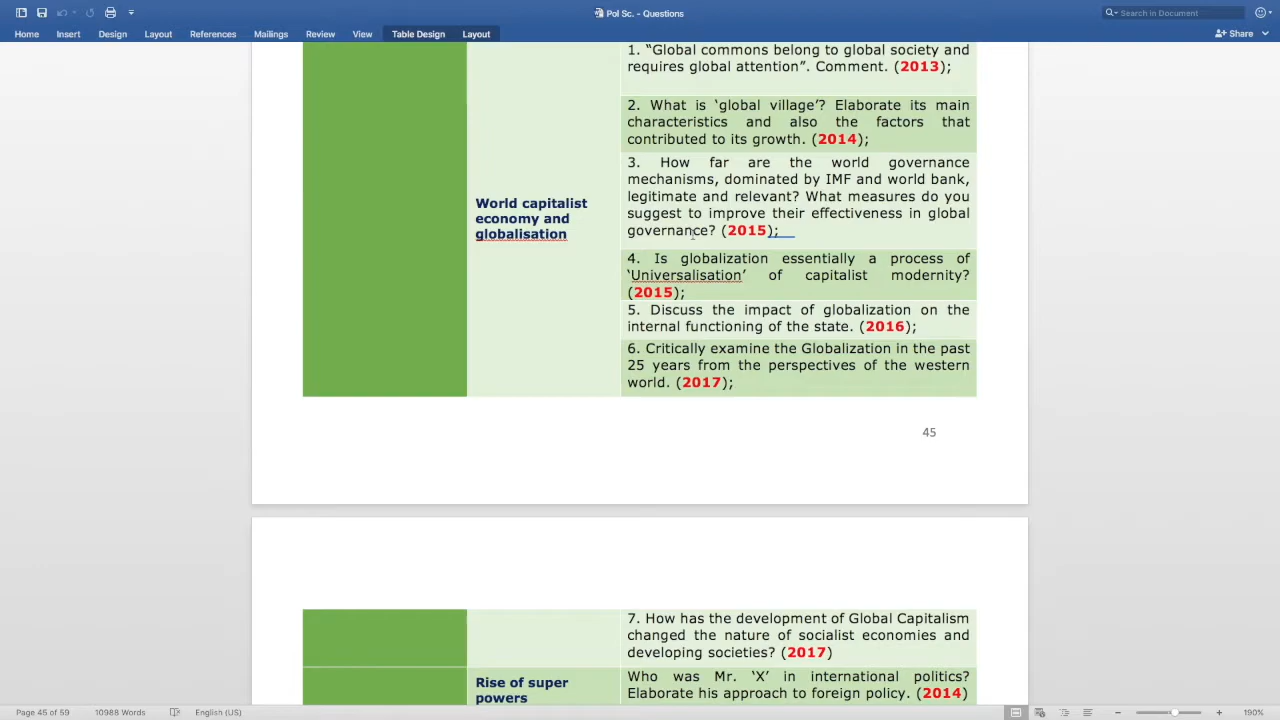 Pol Sc. - Questions
Search in Document
Home Insert Design Layout References Mailings Review View Table Design Layout
Share
1. “Global commons belong to global society and
requires global attention”. Comment. (2013);
2. What is ‘global village’? Elaborate its main
characteristics and also the factors that
contributed to its growth. (2014);
3. How far are the world governance
mechanisms, dominated by IMF and world bank,
legitimate and relevant? What measures do you
suggest to improve their effectiveness in global
governance? (2015);
World capitalist
economy and
globalisation
4. Is globalization essentially a process of
‘Universalisation’ of capitalist modernity?
(2015);
5. Discuss the impact of globalization on the
internal functioning of the state. (2016);
6. Critically examine the Globalization in the past
25 years from the perspectives of the western
world. (2017);
45
7. How has the development of Global Capitalism
changed the nature of socialist economies and
developing societies? (2017)
Rise of super
powers
Who was Mr. ‘X’ in international politics?
Elaborate his approach to foreign policy. (2014)
Page 45 of 59 10988 Words English (US) 190%